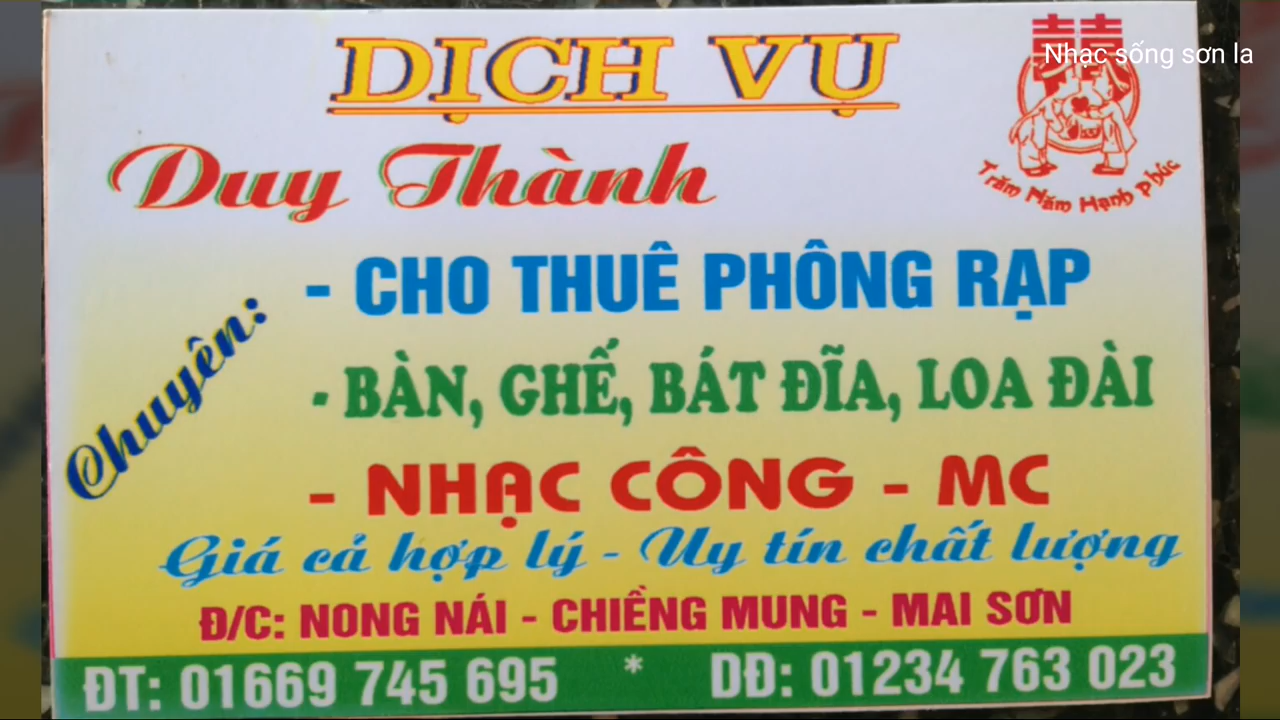 DỊCH VỤ
Nhạc sống sơn la
囍
Duy Thành
Trăm Năm Hạnh Phúc
Chuyên:
- CHO THUÊ PHÔNG RẠP
- BÀN, GHẾ, BÁT ĐĨA, LOA ĐÀI
- NHẠC CÔNG - MC
Giá cả hợp lý - Uy tín chất lượng
Đ/C: NONG NÁI - CHIỀNG MUNG - MAI SƠN
ĐT: 01669 745 695 * DĐ: 01234 763 023